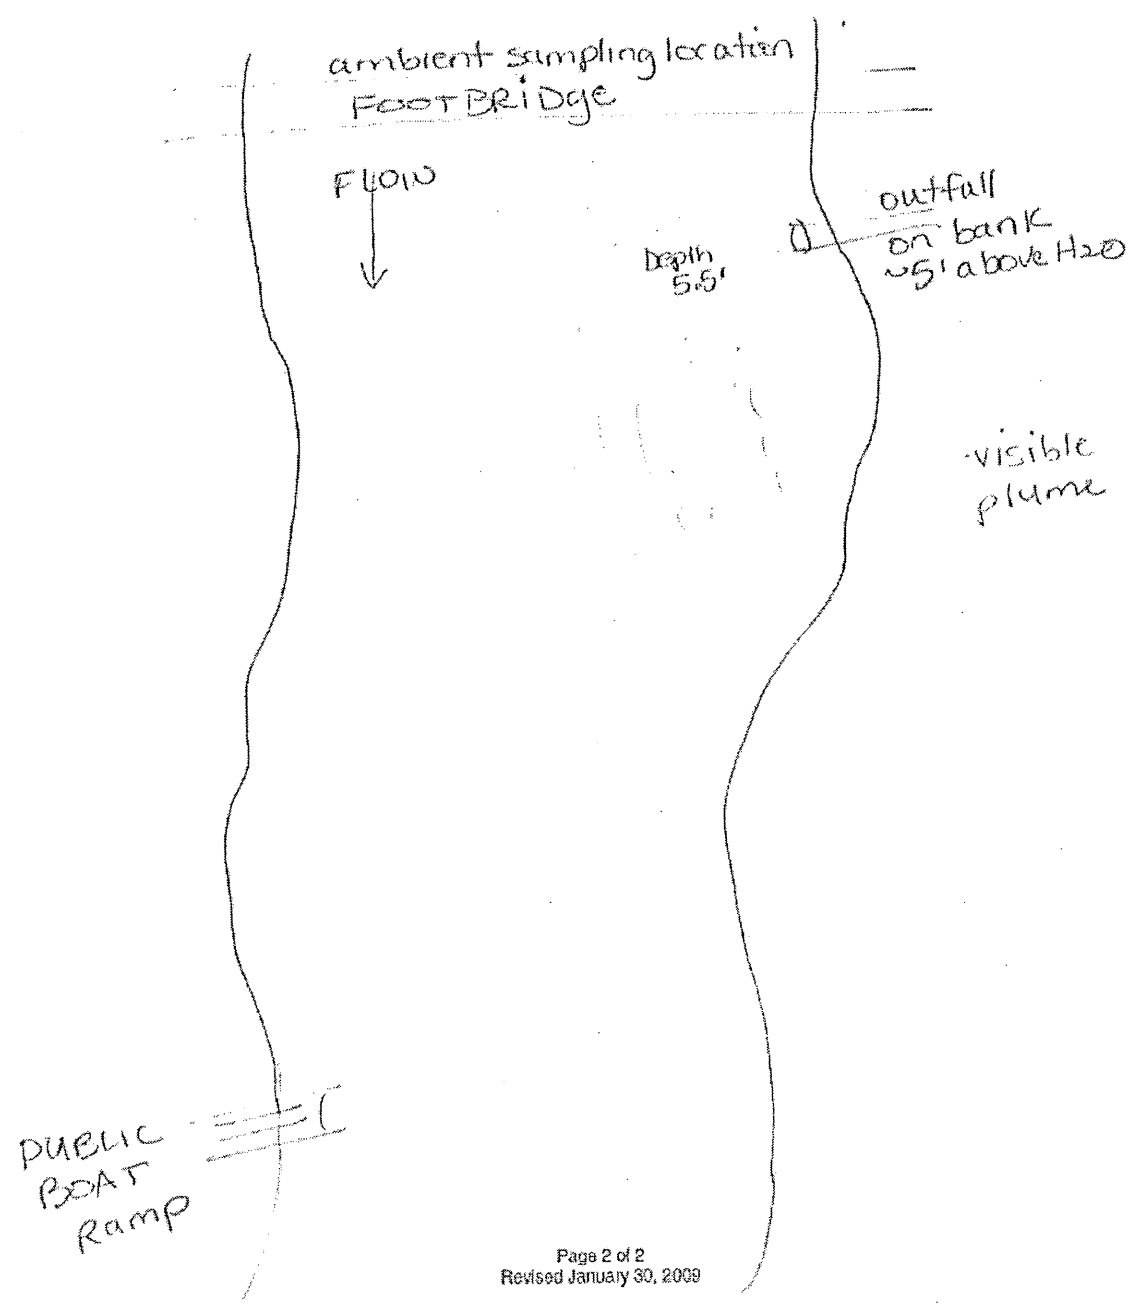 ambient sampling location
FOOTBRIDGE
FLOW
outfall
on bank
~5' above H2O
Depth
5.5'
visible
plume
PUBLIC
BOAT
Ramp
Page 2 of 2
Revised January 30, 2009